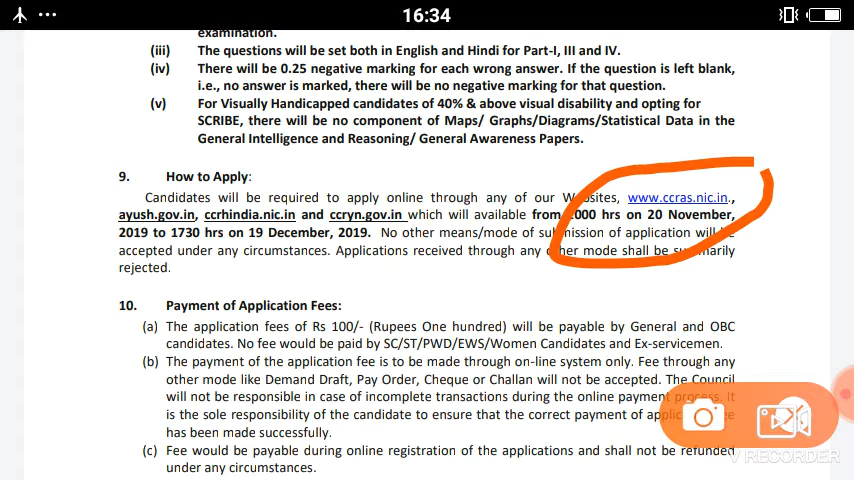 16:34
examination.
(iii) The questions will be set both in English and Hindi for Part-I, III and IV.
(iv) There will be 0.25 negative marking for each wrong answer. If the question is left blank,
i.e., no answer is marked, there will be no negative marking for that question.
(v) For Visually Handicapped candidates of 40% & above visual disability and opting for
SCRIBE, there will be no component of Maps/ Graphs/Diagrams/Statistical Data in the
General Intelligence and Reasoning/ General Awareness Papers.
9. How to Apply:
Candidates will be required to apply online through any of our Websites, www.ccras.nic.in.,
ayush.gov.in, ccrhindia.nic.in and ccryn.gov.in which will available from 1000 hrs on 20 November,
2019 to 1730 hrs on 19 December, 2019. No other means/mode of submission of application will be
accepted under any circumstances. Applications received through any other mode shall be summarily
rejected.
10. Payment of Application Fees:
(a) The application fees of Rs 100/- (Rupees One hundred) will be payable by General and OBC
candidates. No fee would be paid by SC/ST/PWD/EWS/Women Candidates and Ex-servicemen.
(b) The payment of the application fee is to be made through on-line system only. Fee through any
other mode like Demand Draft, Pay Order, Cheque or Challan will not be accepted. The Council
will not be responsible in case of incomplete transactions during the online payment process. It
is the sole responsibility of the candidate to ensure that the correct payment of application fee
has been made successfully.
(c) Fee would be payable during online registration of the applications and shall not be refunded
under any circumstances.
V RECORDER